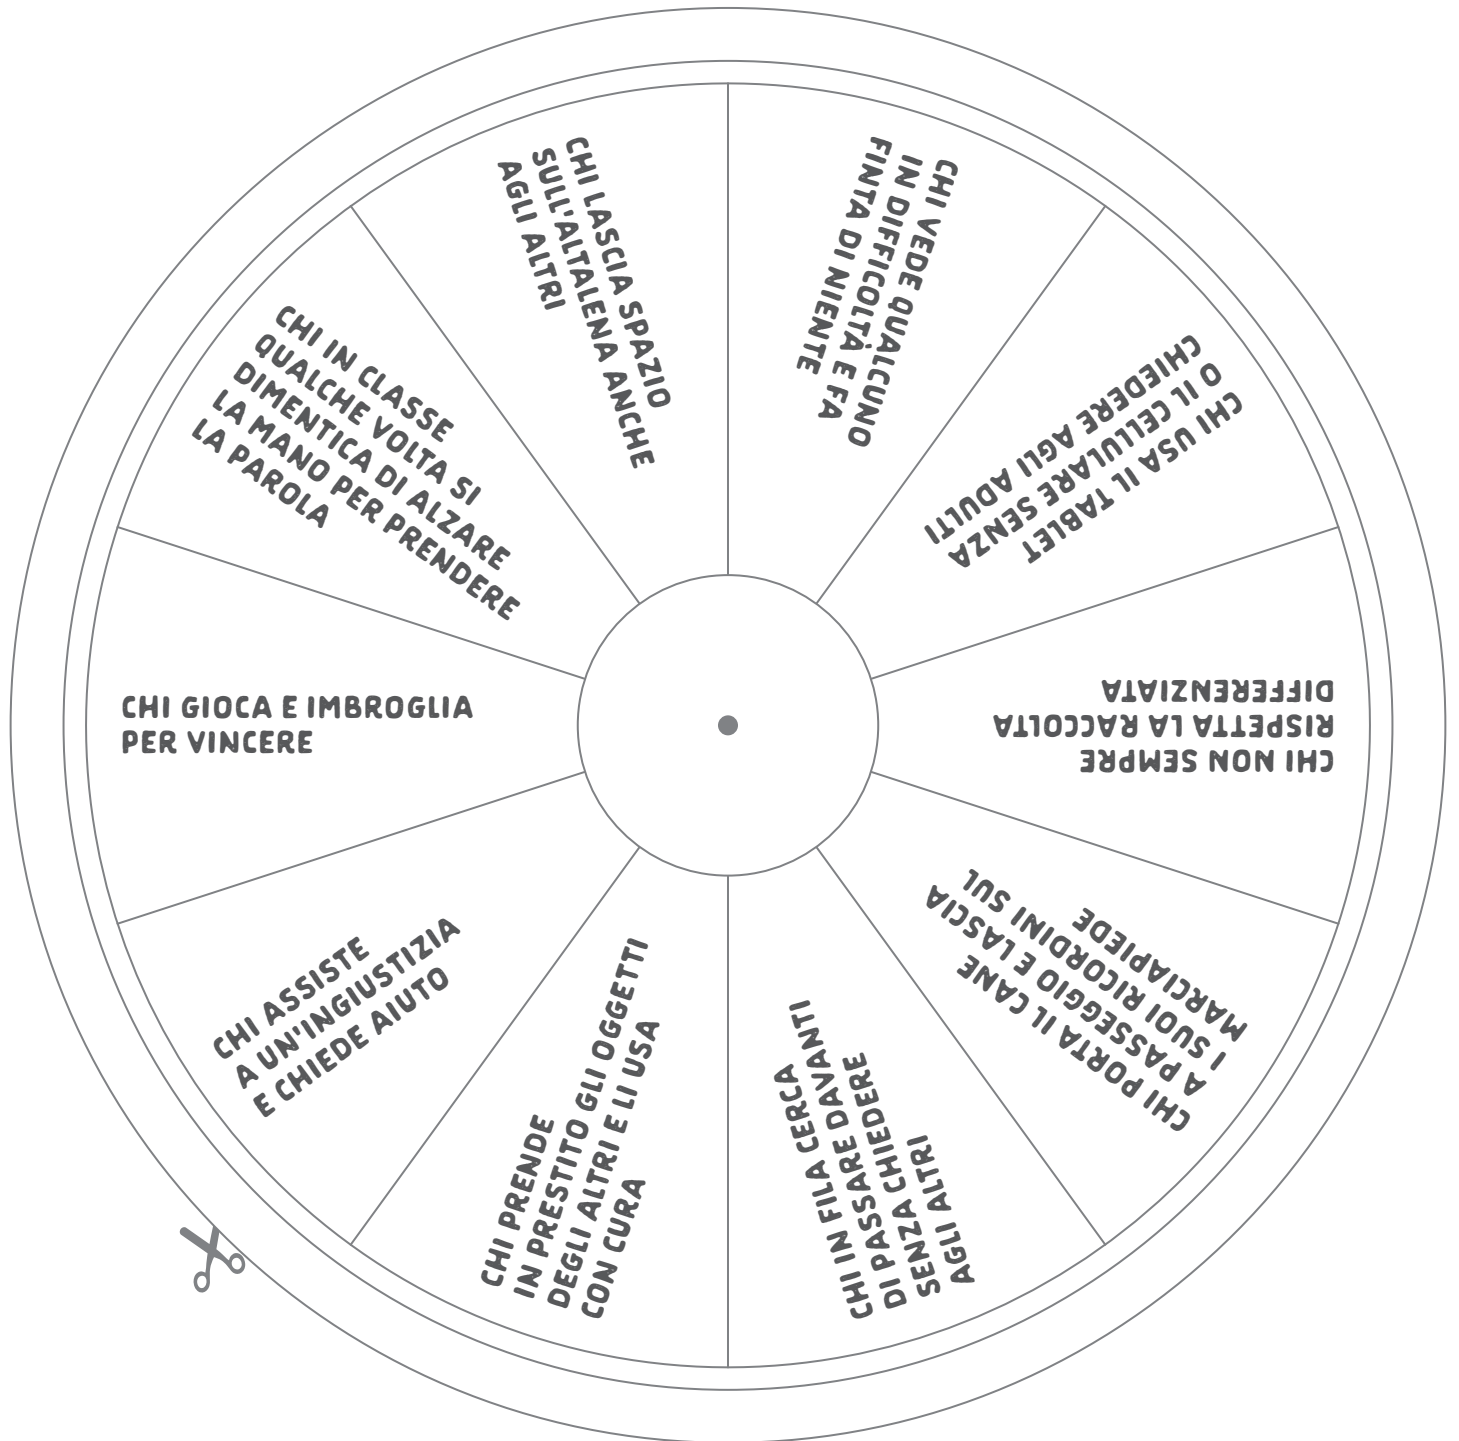 CHI LASCIA SPAZIO
SULL'ALTALENA ANCHE
AGLI ALTRI
CHI VEDE QUALCUNO
IN DIFFICOLTÀ E FA
FINTA DI NIENTE
CHI USA IL TABLET
O IL CELLULARE SENZA
CHIEDERE AGLI ADULTI
CHI NON SEMPRE
RISPETTA LA RACCOLTA
DIFFERENZIATA
CHI PORTA IL CANE
A PASSEGGIO E LASCIA
I SUOI RICORDINI SUL
MARCIAPIEDE
CHI IN FILA CERCA
DI PASSARE DAVANTI
SENZA CHIEDERE
AGLI ALTRI
CHI PRENDE
IN PRESTITO GLI OGGETTI
DEGLI ALTRI E LI USA
CON CURA
CHI ASSISTE
A UN'INGIUSTIZIA
E CHIEDE AIUTO
CHI GIOCA E IMBROGLIA
PER VINCERE
CHI IN CLASSE
QUALCHE VOLTA SI
DIMENTICA DI ALZARE
LA MANO PER PRENDERE
LA PAROLA